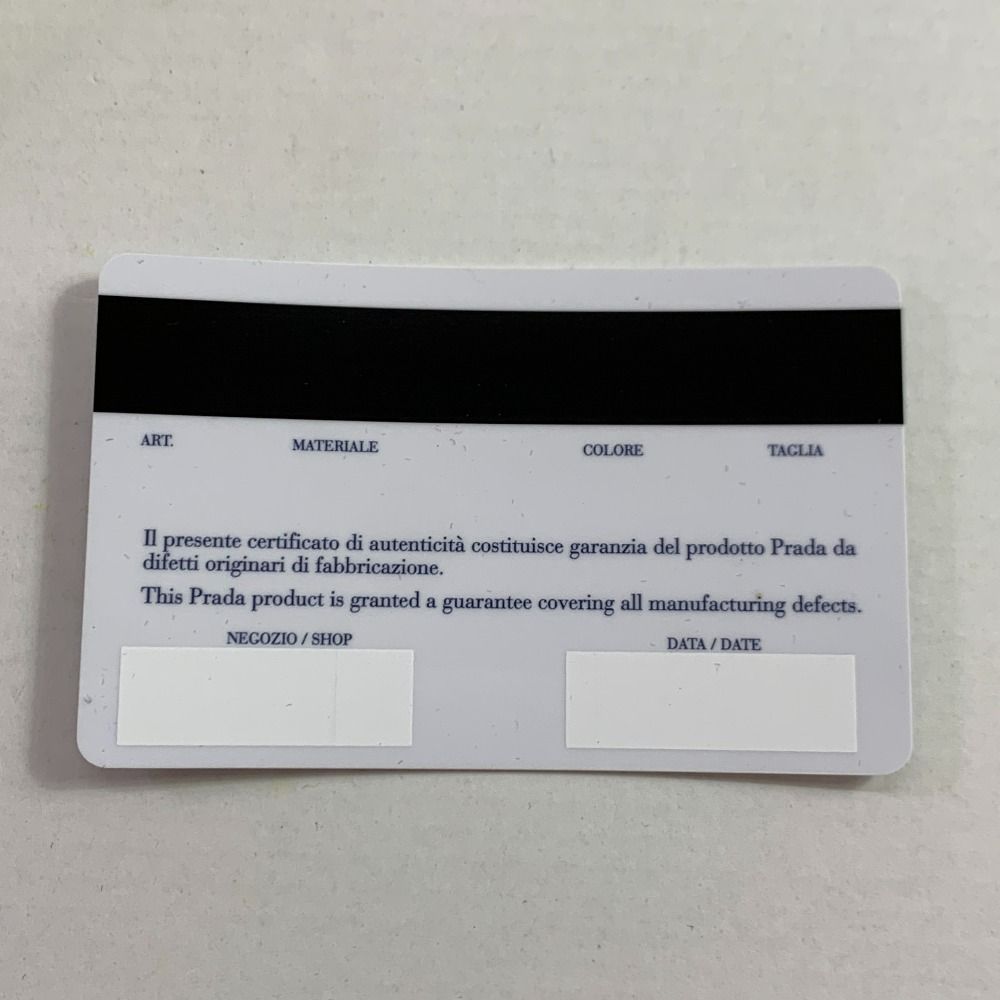 ART. MATERIALE COLORE TAGLIA
Il presente certificato di autenticità costituisce garanzia del prodotto Prada da
difetti originari di fabbricazione.
This Prada product is granted a guarantee covering all manufacturing defects.
NEGOZIO / SHOP DATA / DATE